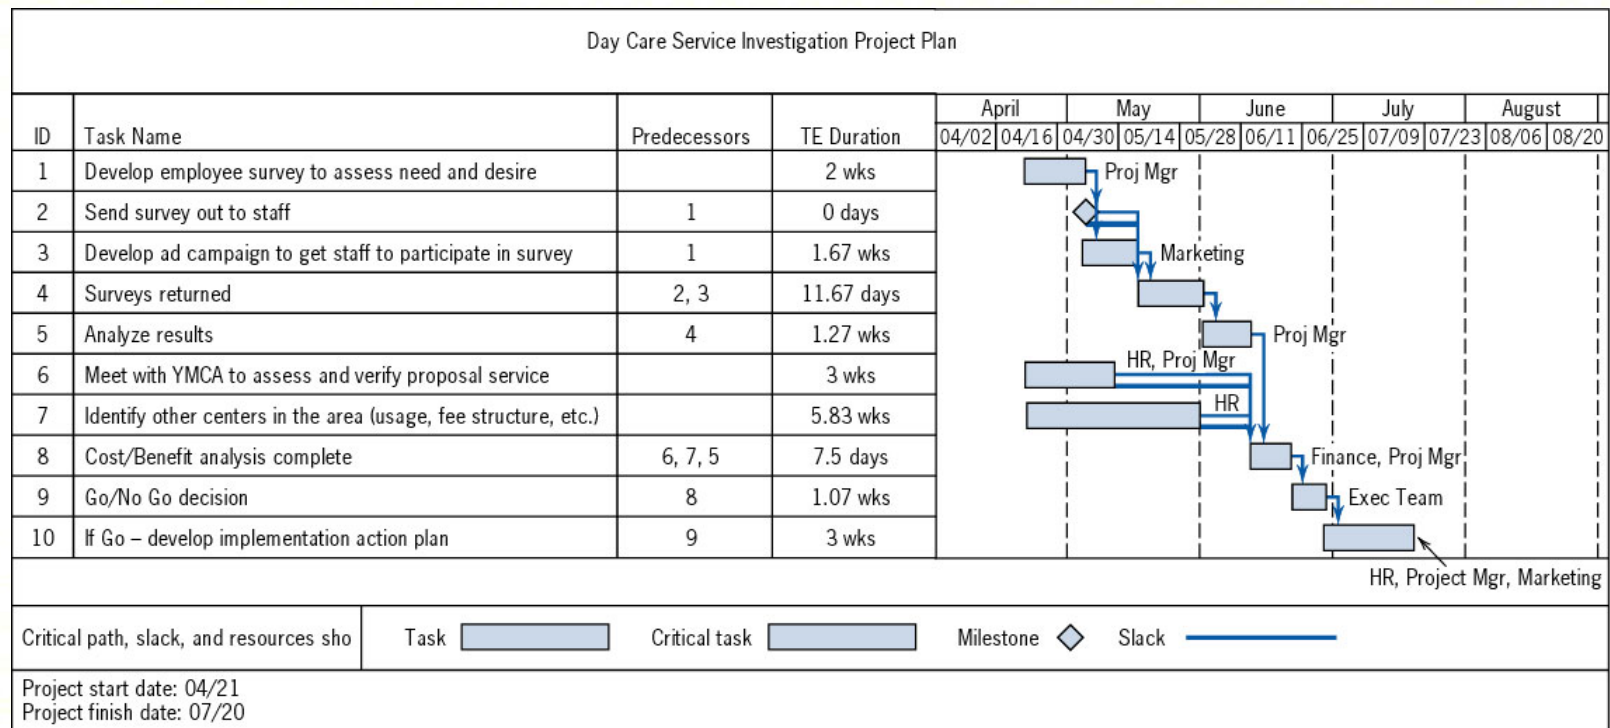 Day Care Service Investigation Project Plan
April May June July August
ID Task Name Predecessors TE Duration 04/02 04/16 04/30 05/14 05/28 06/11 06/25 07/09 07/23 08/06 08/20
1 Develop employee survey to assess need and desire 2 wks Proj Mgr
2 Send survey out to staff 1 0 days
3 Develop ad campaign to get staff to participate in survey 1 1.67 wks Marketing
4 Surveys returned 2, 3 11.67 days
5 Analyze results 4 1.27 wks Proj Mgr
6 Meet with YMCA to assess and verify proposal service 3 wks HR, Proj Mgr
7 Identify other centers in the area (usage, fee structure, etc.) 5.83 wks HR
8 Cost/Benefit analysis complete 6, 7, 5 7.5 days Finance, Proj Mgr
9 Go/No Go decision 8 1.07 wks Exec Team
10 If Go – develop implementation action plan 9 3 wks
HR, Project Mgr, Marketing
Critical path, slack, and resources sho Task Critical task Milestone Slack
Project start date: 04/21
Project finish date: 07/20